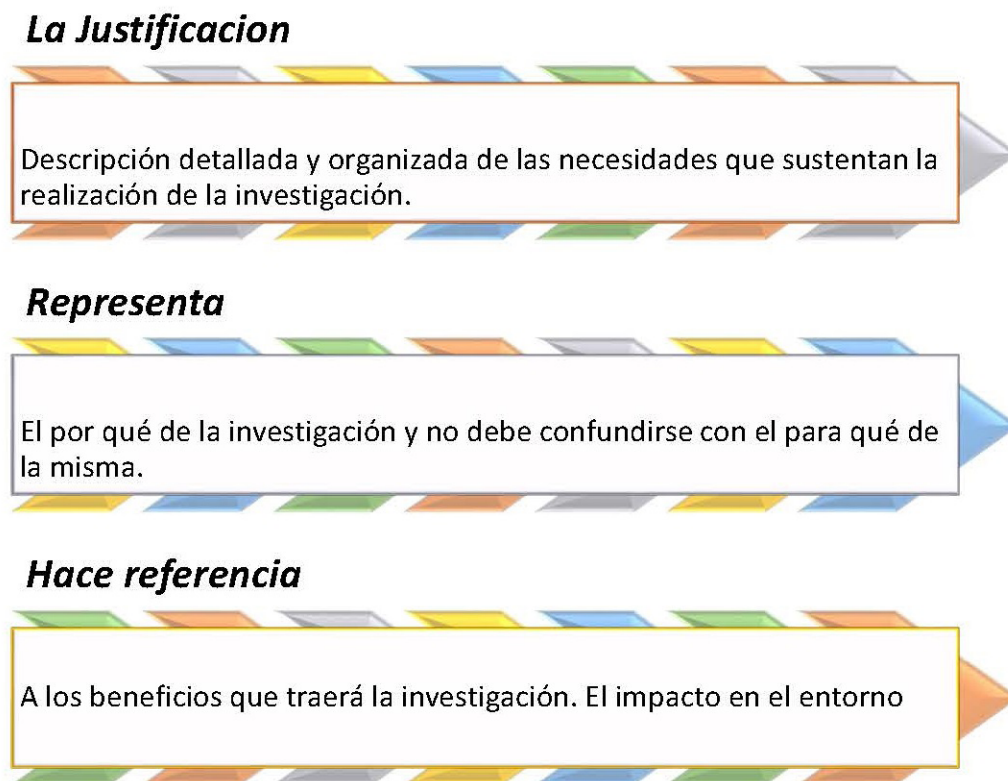 La Justificacion
Descripción detallada y organizada de las necesidades que sustentan la
realización de la investigación.
Representa
El por qué de la investigación y no debe confundirse con el para qué de
la misma.
Hace referencia
A los beneficios que traerá la investigación. El impacto en el entorno